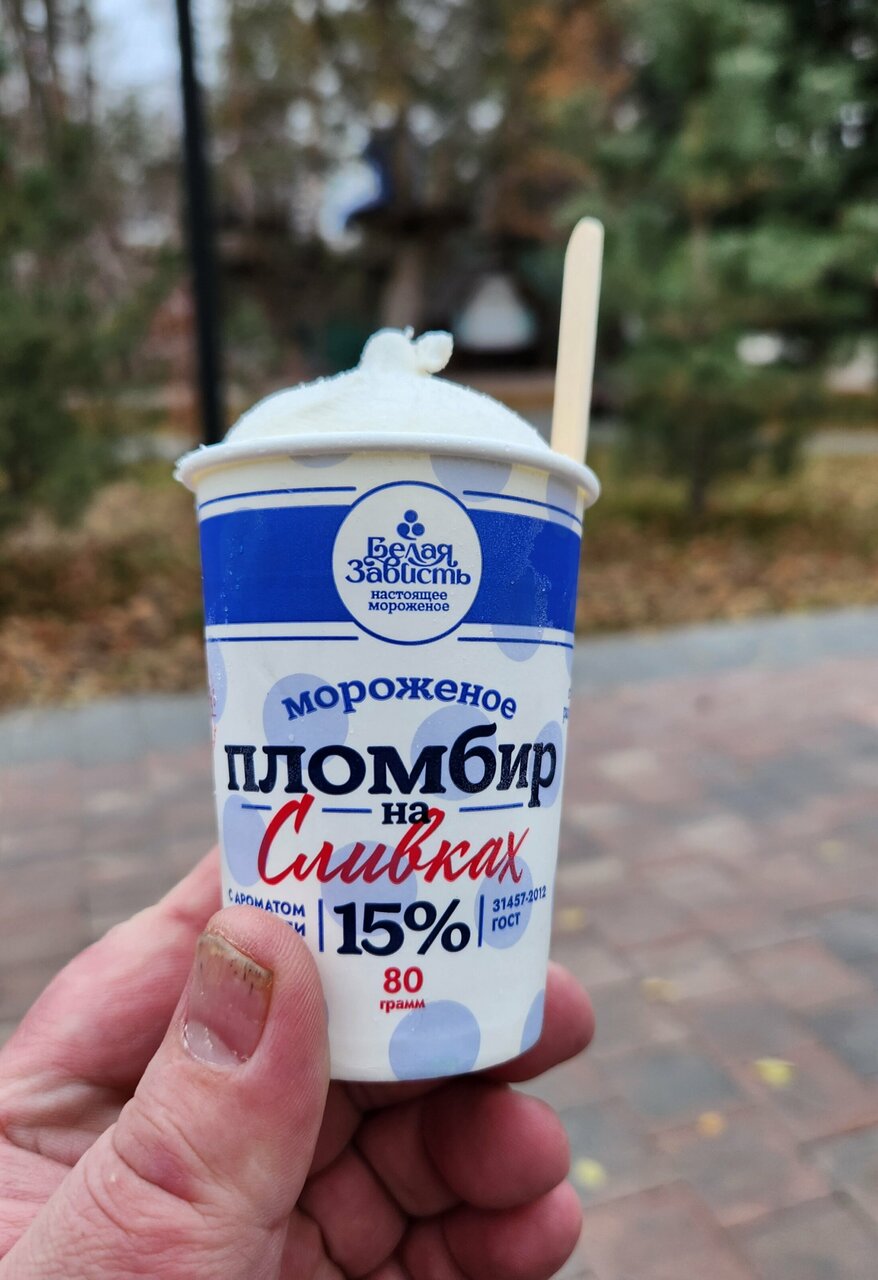 Белая
Зависть
настоящее
мороженое
мороженое
пломбир
на
Сливках
С АРОМАТОМ
15%
31457-2012
ГОСТ
80
грамм